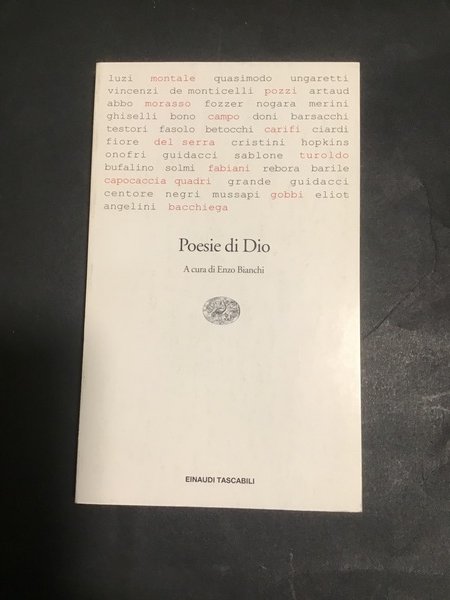 luzi montale quasimodo ungaretti
vincenzi de monticelli pozzi artaud
abbo morasso fozzer nogara merini
ghiselli bono campo doni barsacchi
testori fasolo betocchi carifi ciardi
fiore del serra cristini hopkins
onofri guidacci sablone turoldo
bufalino solmi fabiani rebora barile
capocaccia quadri grande guidacci
centore negri mussapi gobbi eliot
angelini bacchiega
Poesie di Dio
A cura di Enzo Bianchi
EINAUDI TASCABILI